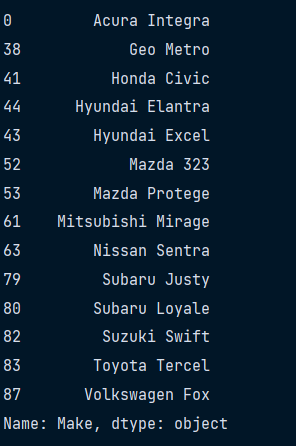 0 Acura Integra
38 Geo Metro
41 Honda Civic
44 Hyundai Elantra
43 Hyundai Excel
52 Mazda 323
53 Mazda Protege
61 Mitsubishi Mirage
63 Nissan Sentra
79 Subaru Justy
80 Subaru Loyale
82 Suzuki Swift
83 Toyota Tercel
87 Volkswagen Fox
Name: Make, dtype: object